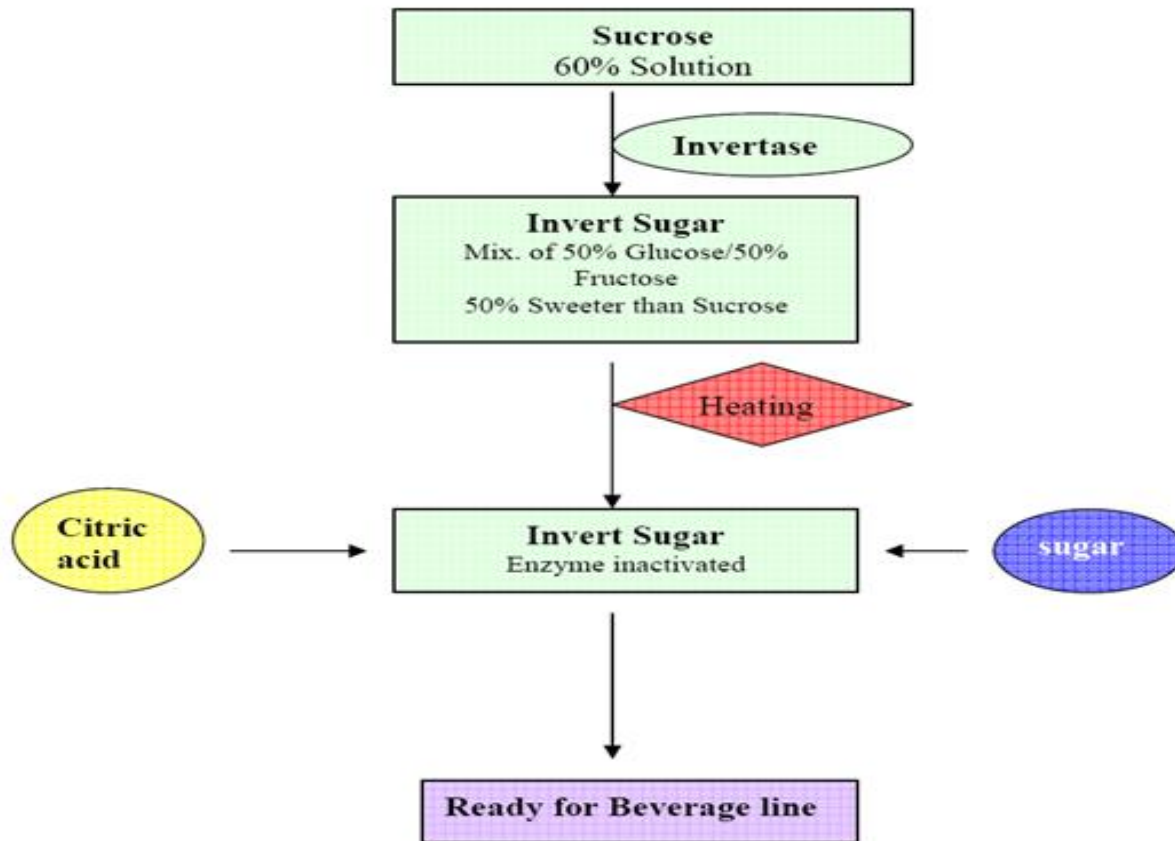 Sucrose
60% Solution
Invertase
Invert Sugar
Mix. of 50% Glucose/50%
Fructose
50% Sweeter than Sucrose
Heating
Citric
acid
Invert Sugar
Enzyme inactivated
sugar
Ready for Beverage line